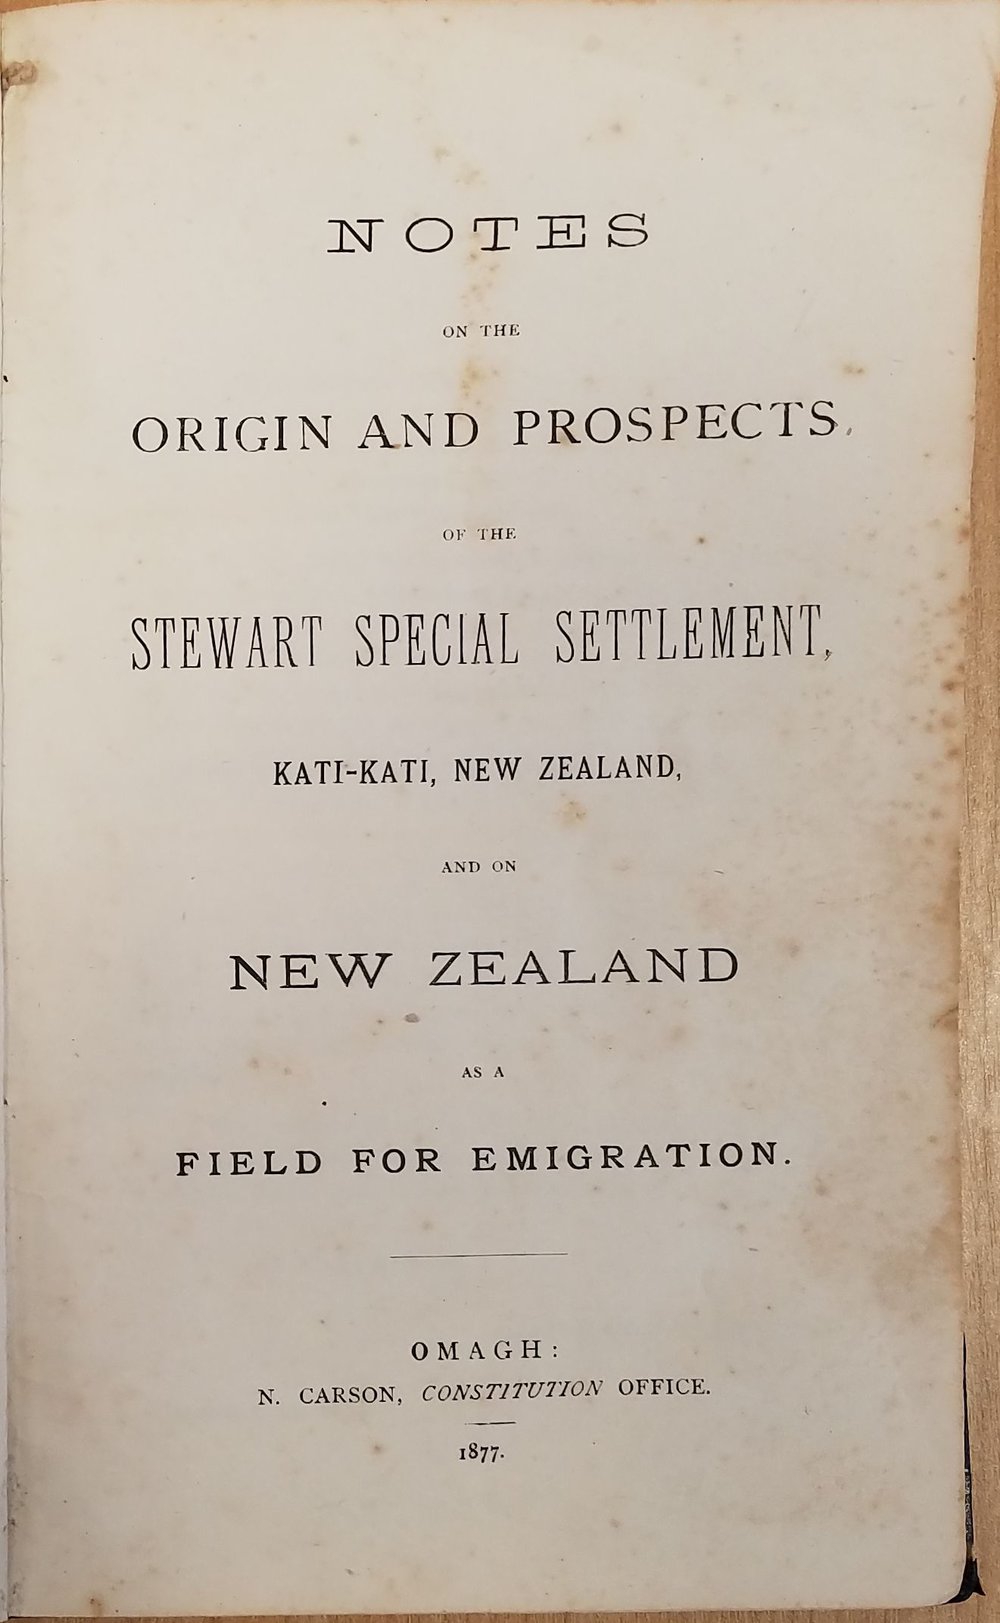 NOTES
ON THE
ORIGIN AND PROSPECTS,
OF THE
STEWART SPECIAL SETTLEMENT,
KATI-KATI, NEW ZEALAND,
AND ON
NEW ZEALAND
AS A
FIELD FOR EMIGRATION.
OMAGH:
N. CARSON, CONSTITUTION OFFICE.
1877.